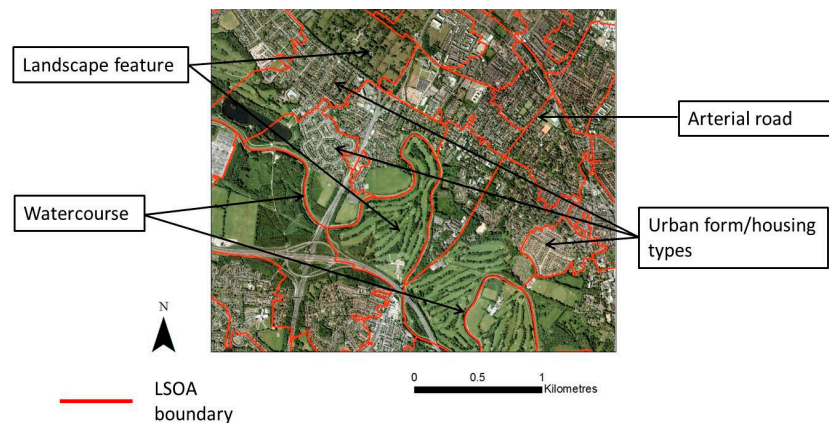 Landscape feature
Arterial road
Watercourse
Urban form/housing
types
N
0
0.5
1
Kilometres
LSOA
boundary